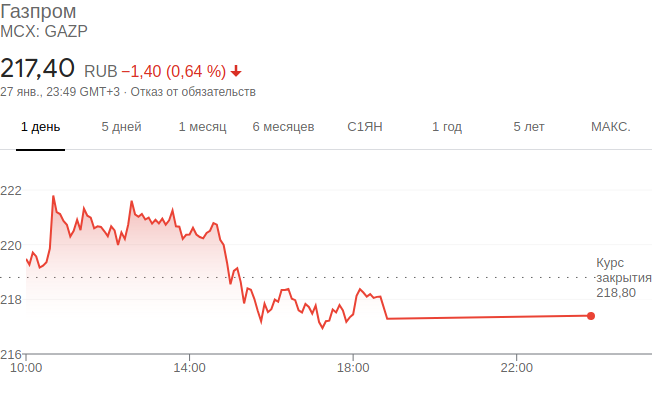 Газпром
MCX: GAZP
217,40 RUB −1,40 (0,64 %)
27 янв., 23:49 GMT+3 · Отказ от обязательств
1 день 5 дней 1 месяц 6 месяцев С1ЯН 1 год 5 лет МАКС.
222
220
Курс
закрытия
218 218,80
216
10:00 14:00 18:00 22:00